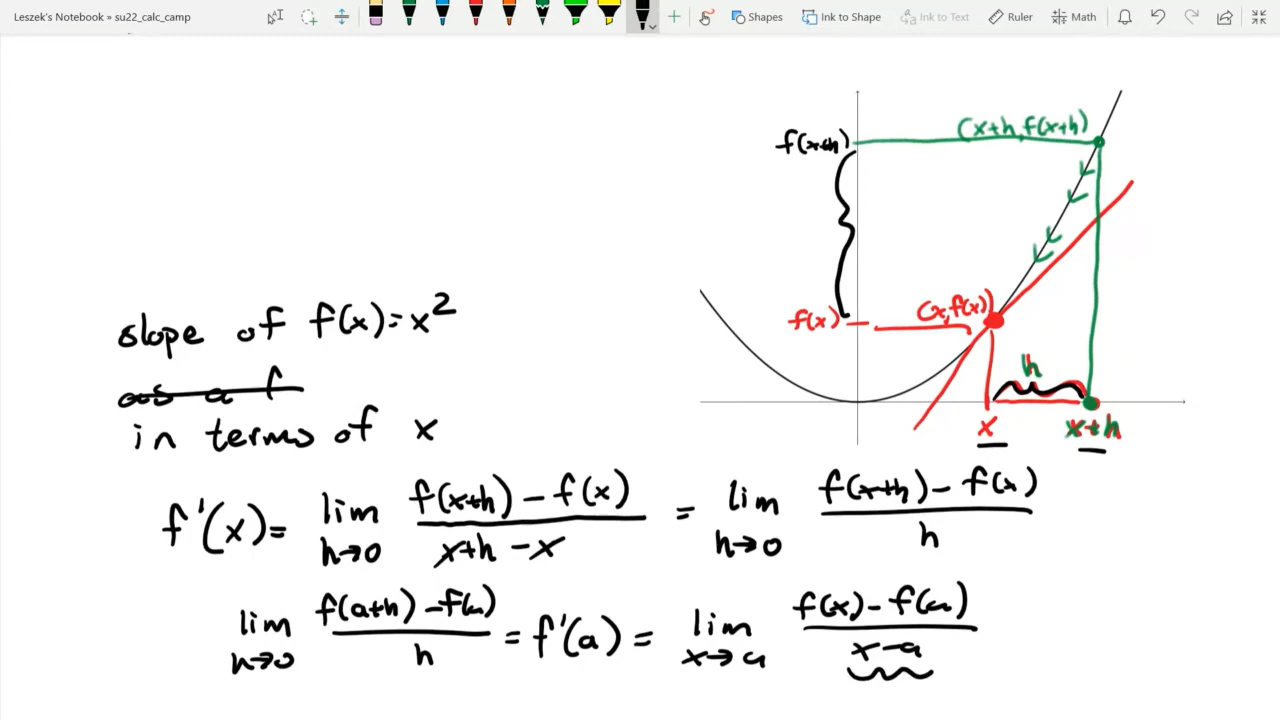 Leszek's Notebook » su22_calc_camp
Shapes Ink to Shape Ink to Text Ruler Math
(x+h, f(x+h))
f(x+h)
f(x) (x, f(x))
h
x x+h
slope of f(x)=x²
as a f
in terms of x
f'(x)= lim h→0 f(x+h) – f(x) / x+h – x = lim h→0 f(x+h) – f(x) / h
lim h→0 f(a+h) – f(a) / h = f'(a) = lim x→a f(x) – f(a) / x–a